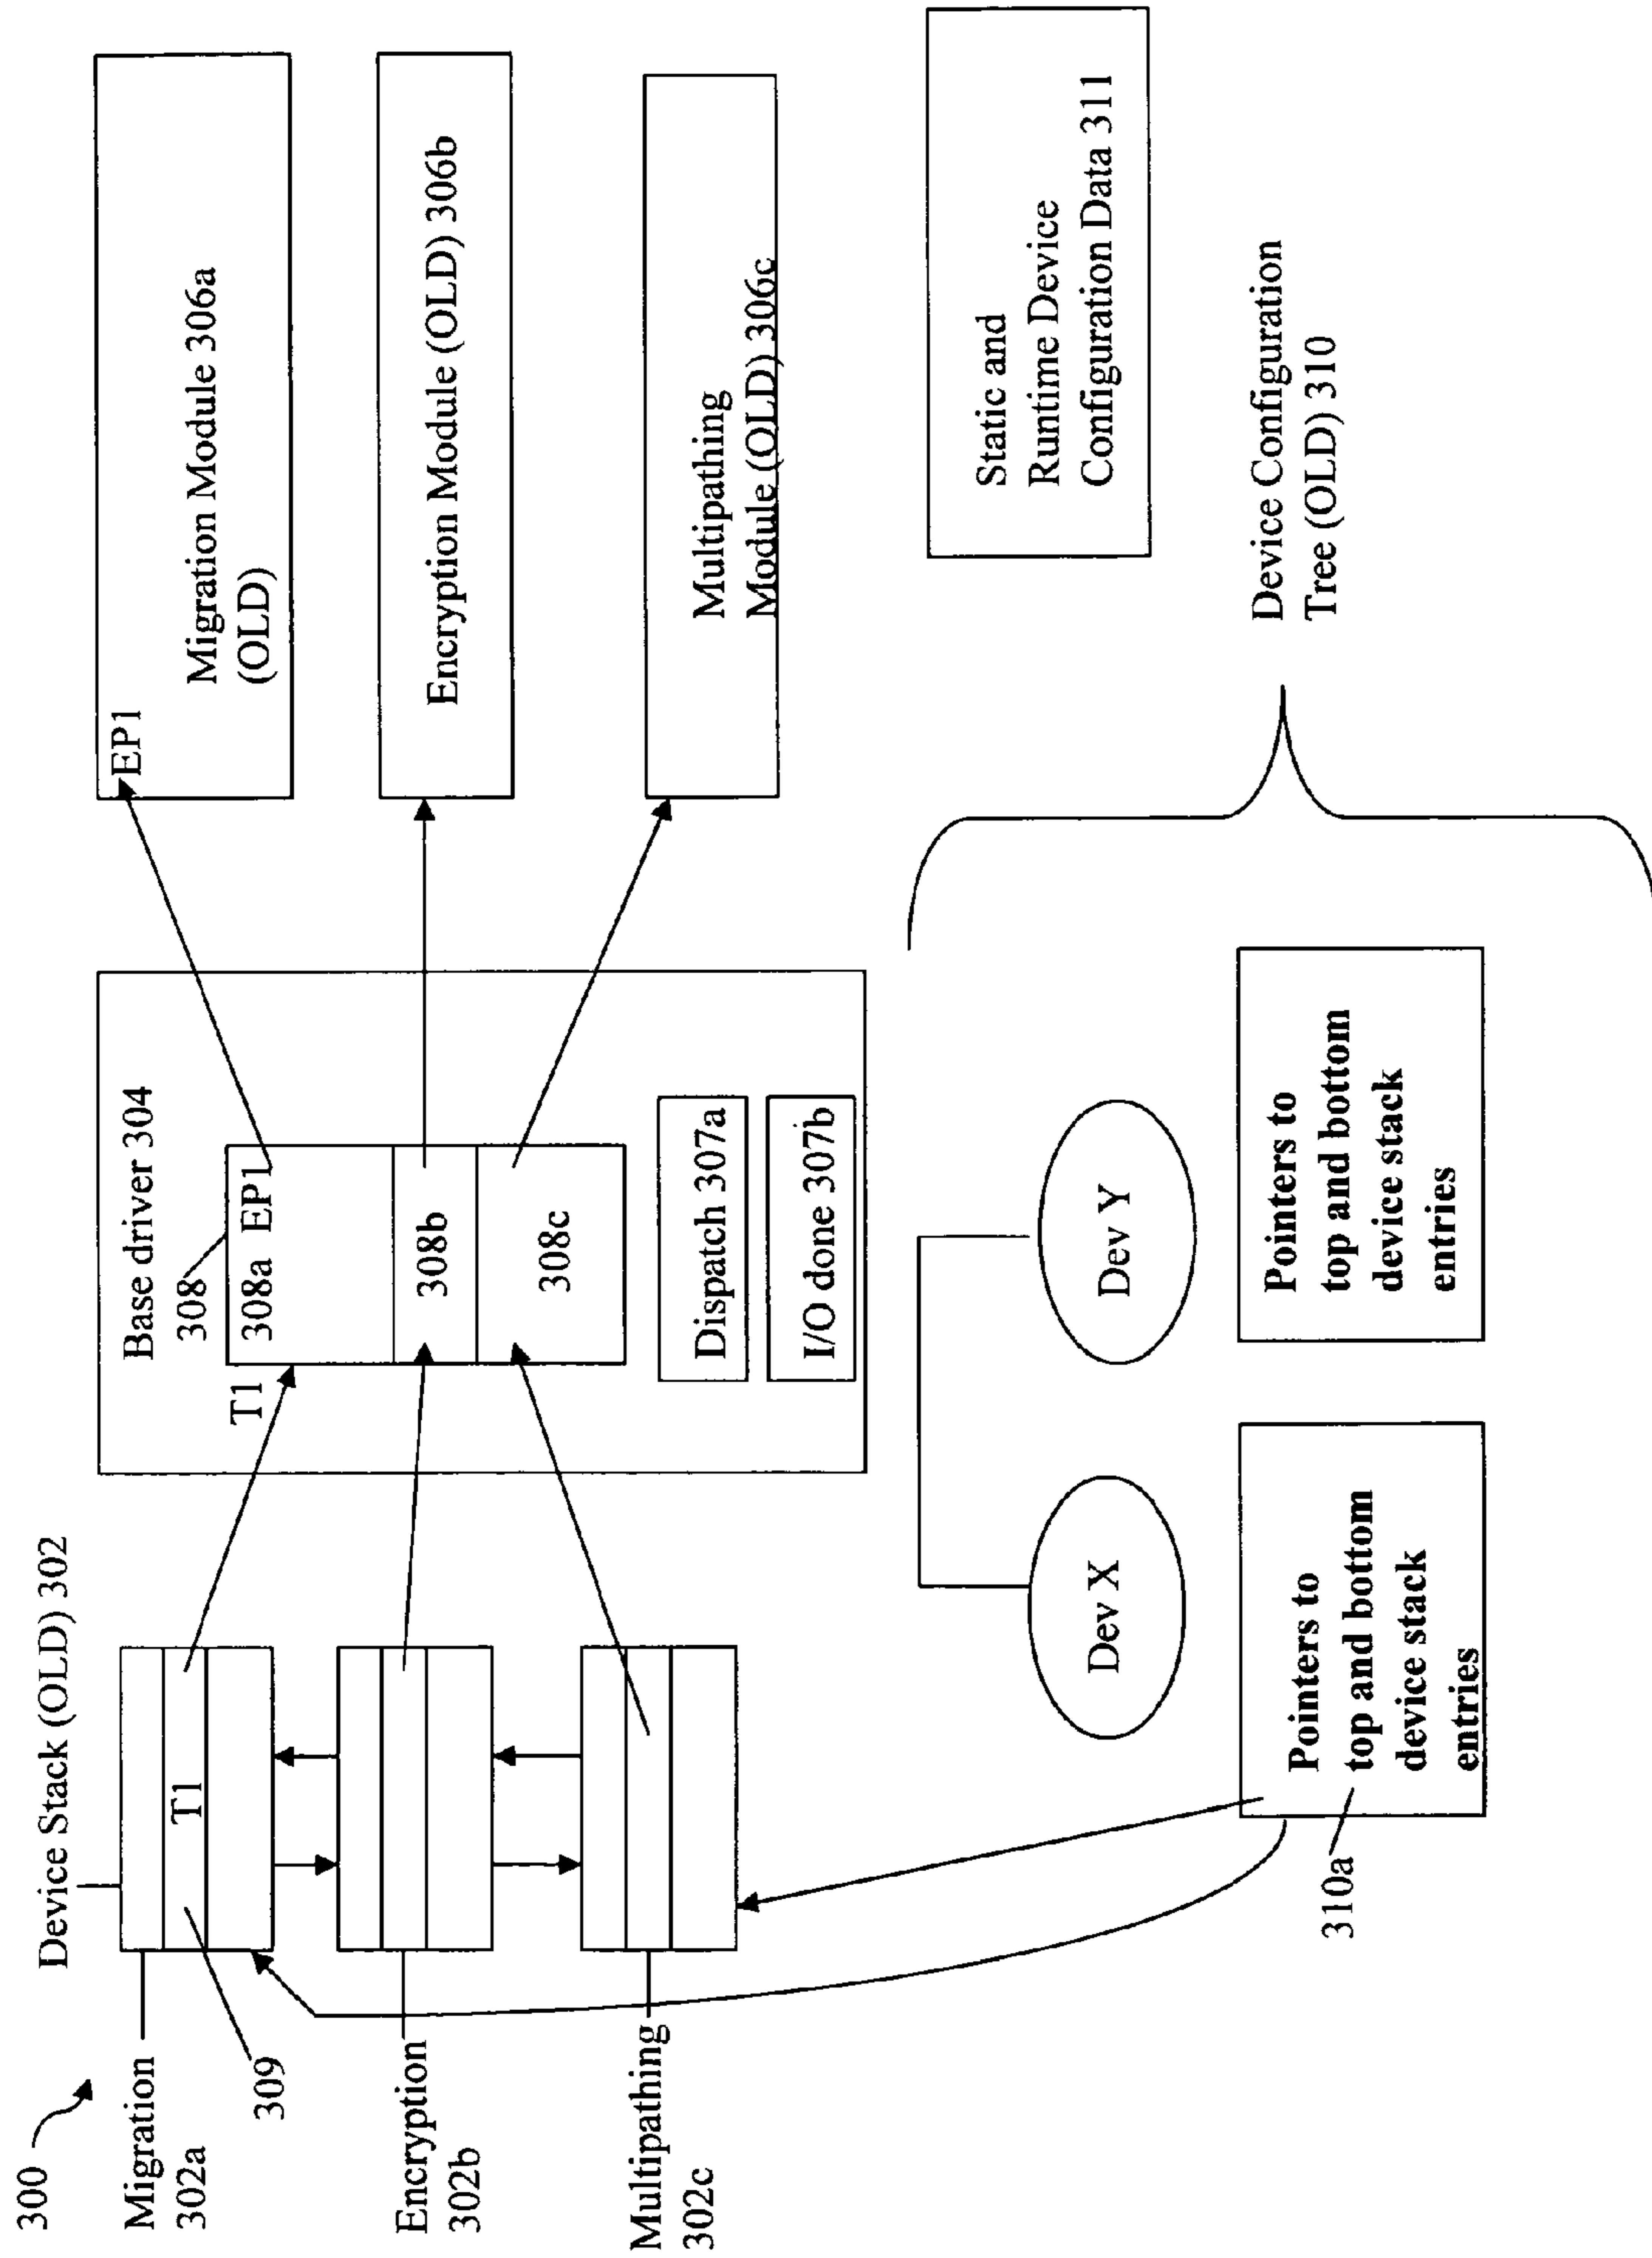 300
Device Stack (OLD) 302
Migration
302a
T1
309
Encryption
302b
Multipathing
302c
Base driver 304
308
T1
308a EP1
308b
308c
Dispatch 307a
I/O done 307b
EP1
Migration Module 306a
(OLD)
Encryption Module (OLD) 306b
Multipathing
Module (OLD) 306c
Static and
Runtime Device
Configuration Data 311
Dev X
Dev Y
Device Configuration
Tree (OLD) 310
310a
Pointers to
top and bottom
device stack
entries
Pointers to
top and bottom
device stack
entries